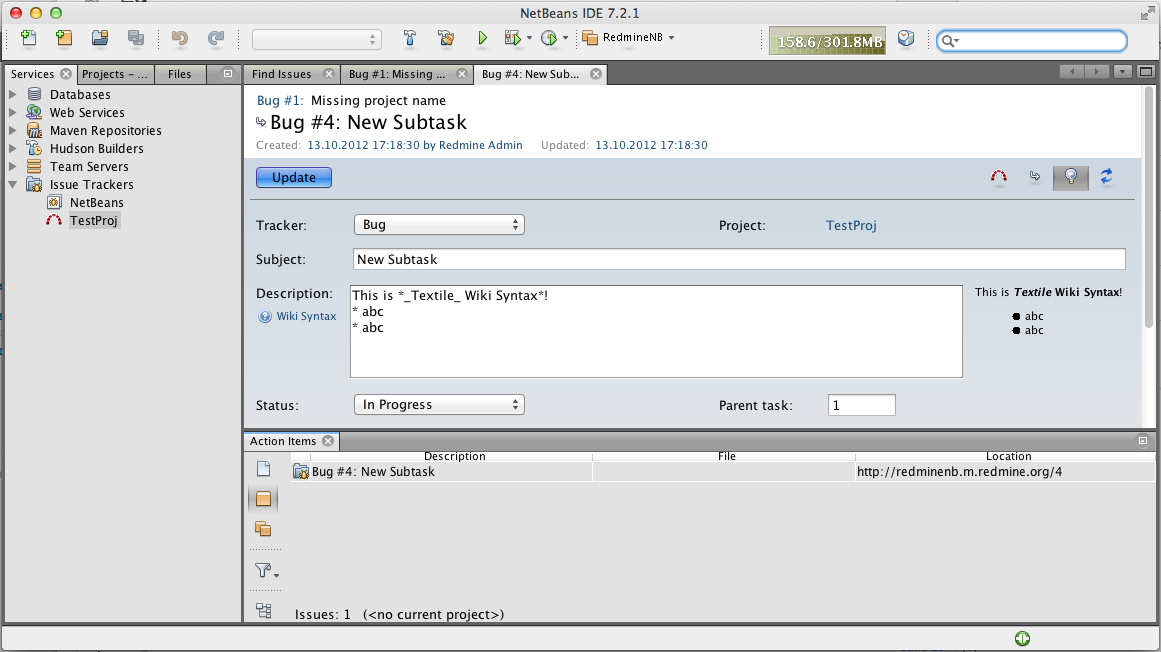 NetBeans IDE 7.2.1
RedmineNB
158.6/301.8MB
Services
Projects – ...
Files
Databases
Web Services
Maven Repositories
Hudson Builders
Team Servers
Issue Trackers
NetBeans
TestProj
Find Issues
Bug #1: Missing ...
Bug #4: New Sub...
Bug #1: Missing project name
Bug #4: New Subtask
Created: 13.10.2012 17:18:30 by Redmine Admin Updated: 13.10.2012 17:18:30
Update
Tracker: Bug Project: TestProj
Subject: New Subtask
Description:
Wiki Syntax
This is *_Textile_ Wiki Syntax*!
* abc
* abc
This is Textile Wiki Syntax!
abc
abc
Status: In Progress Parent task: 1
Action Items
Description File Location
Bug #4: New Subtask http://redminenb.m.redmine.org/4
Issues: 1 (<no current project>)